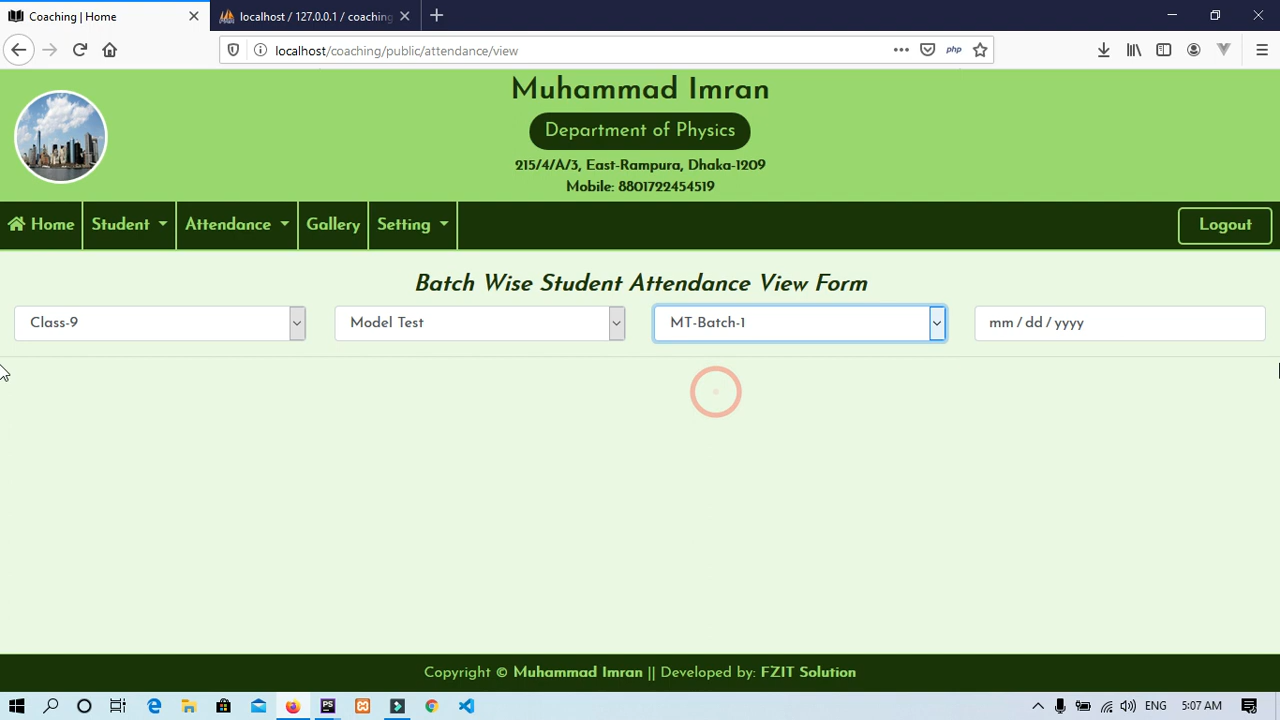 Coaching | Home
localhost / 127.0.0.1 / coaching
localhost/coaching/public/attendance/view
php
Muhammad Imran
Department of Physics
215/4/A/3, East-Rampura, Dhaka-1209
Mobile: 8801722454519
Home
Student
Attendance
Gallery
Setting
Logout
Batch Wise Student Attendance View Form
Class-9
Model Test
MT-Batch-1
mm / dd / yyyy
Copyright © Muhammad Imran || Developed by: FZIT Solution
PS
ENG
5:07 AM